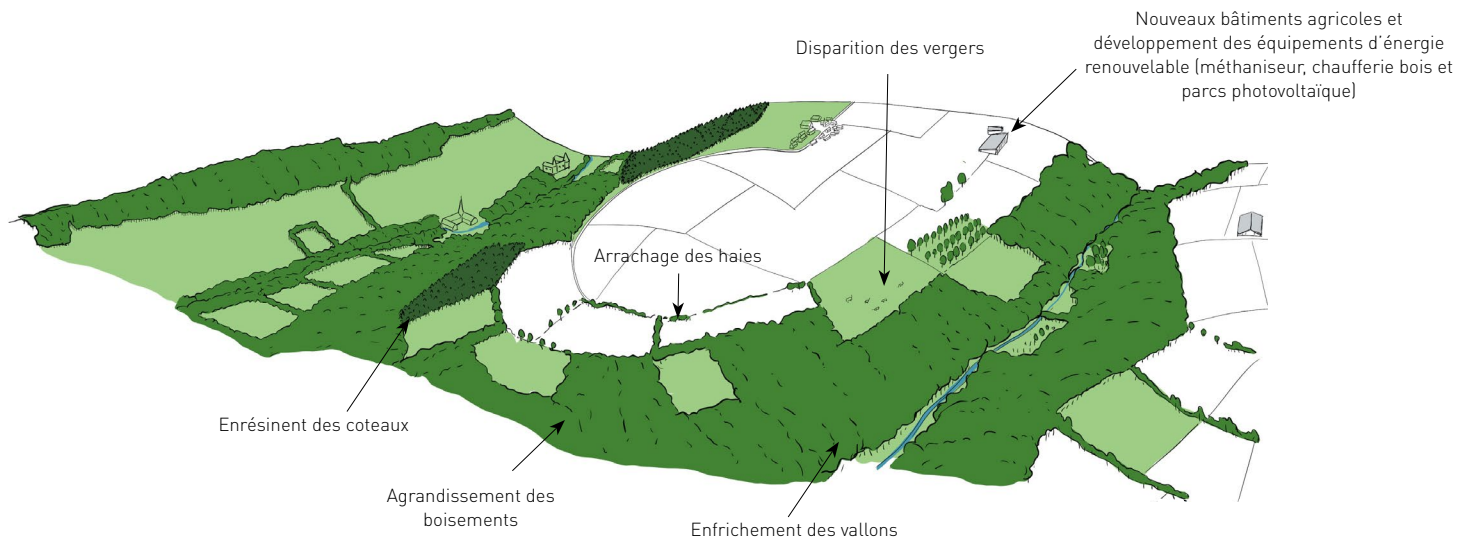 Nouveaux bâtiments agricoles et
développement des équipements d'énergie
renouvelable (méthaniseur, chaufferie bois et
parcs photovoltaïque)
Disparition des vergers
Arrachage des haies
Enrésinent des coteaux
Agrandissement des
boisements
Enfrichement des vallons